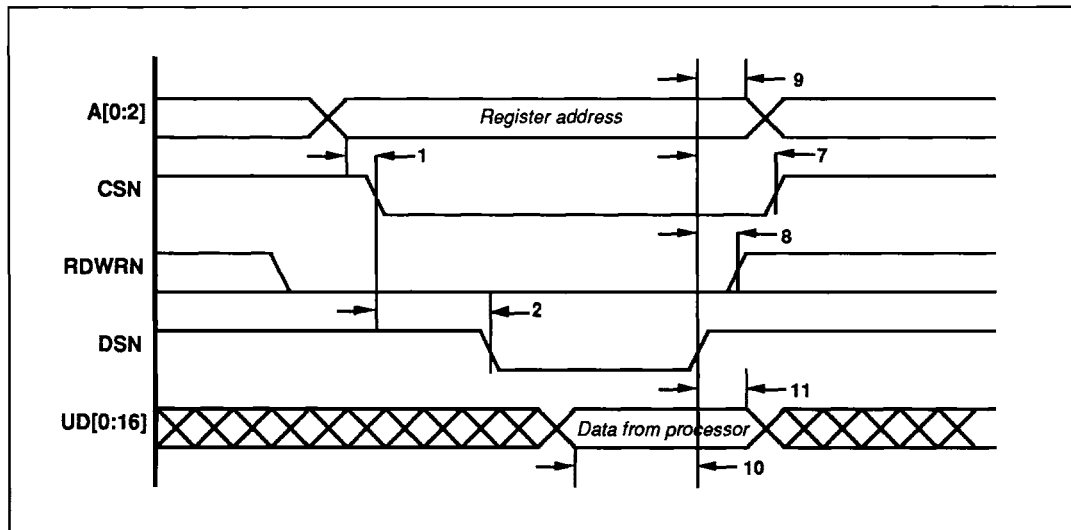 9
A[0:2]
Register address
1
7
CSN
8
RDWRN
2
DSN
11
UD[0:16]
Data from processor
10